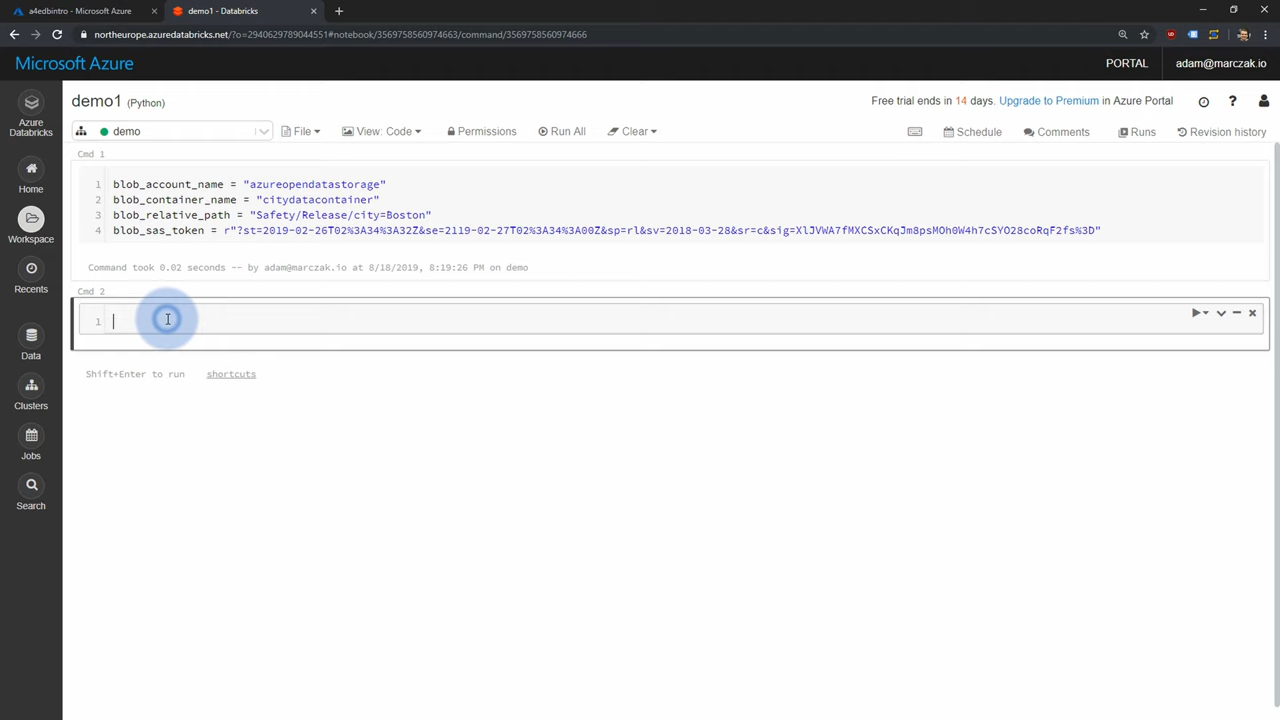 a4edbintro - Microsoft Azure
demo1 - Databricks
northeurope.azuredatabricks.net/?o=2940629789044551#notebook/3569758560974663/command/3569758560974666
Microsoft Azure
PORTAL
adam@marczak.io
Azure Databricks
Home
Workspace
Recents
Data
Clusters
Jobs
Search
demo1 (Python)
Free trial ends in 14 days. Upgrade to Premium in Azure Portal
demo
File
View: Code
Permissions
Run All
Clear
Schedule
Comments
Runs
Revision history
Cmd 1
1 blob_account_name = "azureopendatastorage"
2 blob_container_name = "citydatacontainer"
3 blob_relative_path = "Safety/Release/city=Boston"
4 blob_sas_token = r"?st=2019-02-26T02%3A34%3A32Z&se=2119-02-27T02%3A34%3A00Z&sp=rl&sv=2018-03-28&sr=c&sig=XlJVWA7fMXCSxCKqJm8psMOh0W4h7cSYO28coRqF2fs%3D"
Command took 0.02 seconds -- by adam@marczak.io at 8/18/2019, 8:19:26 PM on demo
Cmd 2
1
Shift+Enter to run shortcuts